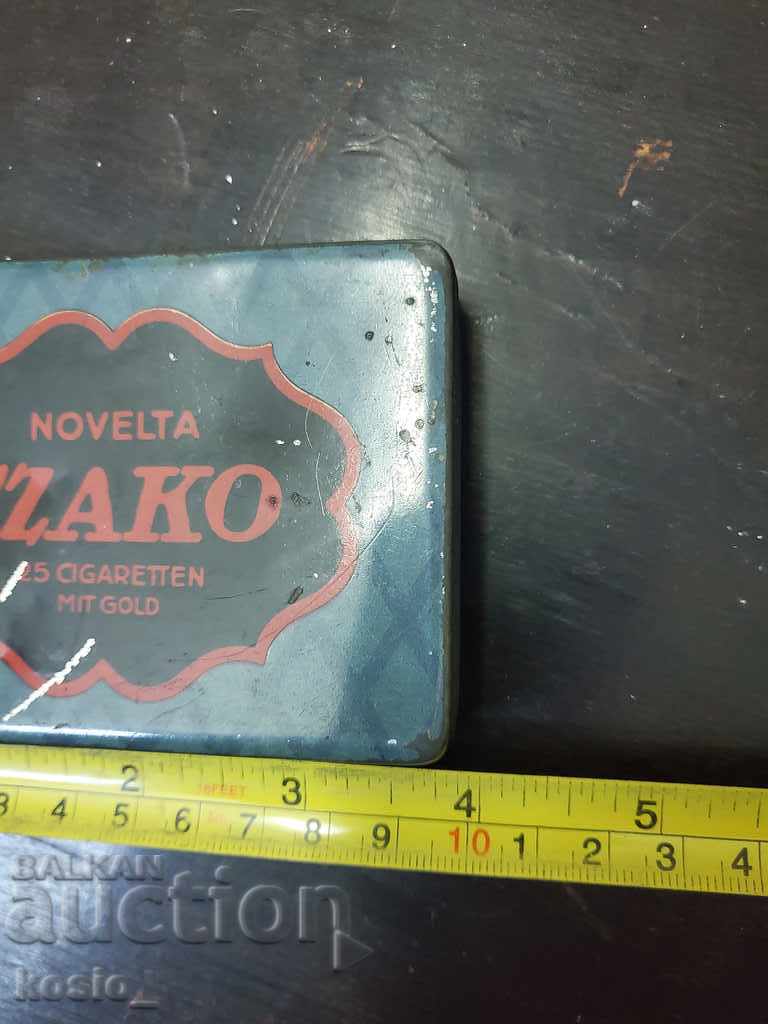 NOVELTA
ZAKO
25 CIGARETTEN
MIT GOLD
2 3 4 5
3 4 5 6 7 8 9 10 1 2 3 4
BALKAN
auction
kosio_